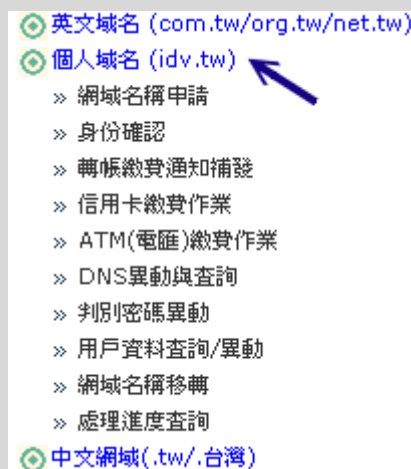 英文域名 (com.tw/org.tw/net.tw)
個人域名 (idv.tw)
» 網域名稱申請
» 身份確認
» 轉帳繳費通知補發
» 信用卡繳費作業
» ATM(電匯)繳費作業
» DNS異動與查詢
» 判別密碼異動
» 用戶資料查詢/異動
» 網域名稱移轉
» 處理進度查詢
中文網域(.tw/.台灣)